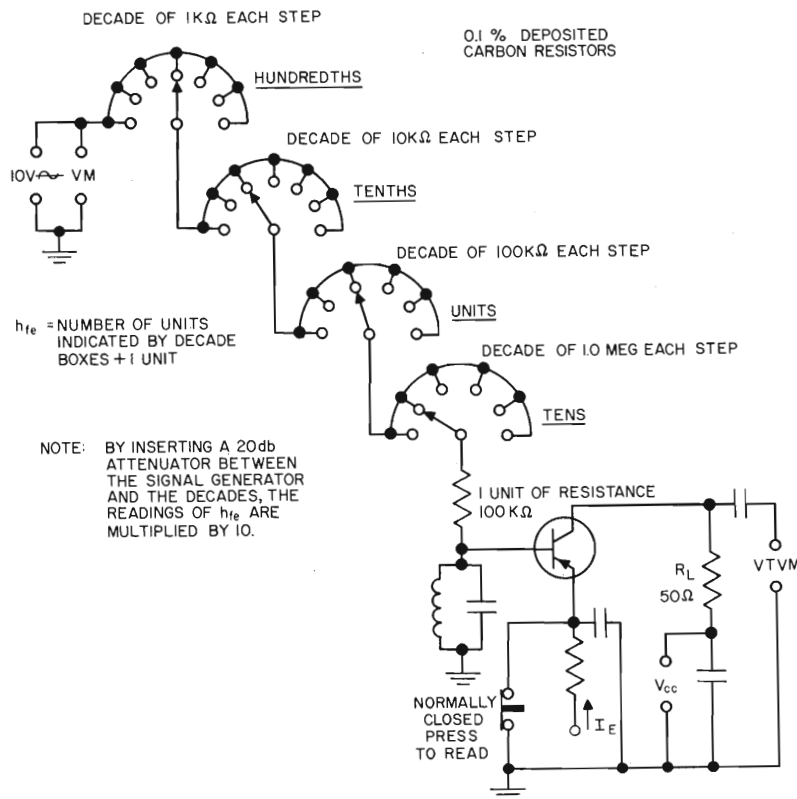 DECADE OF 1KΩ EACH STEP
0.1 % DEPOSITED
CARBON RESISTORS
HUNDREDTHS
DECADE OF 10KΩ EACH STEP
10V VM
TENTHS
DECADE OF 100KΩ EACH STEP
UNITS
hfe = NUMBER OF UNITS
INDICATED BY DECADE
BOXES + 1 UNIT
DECADE OF 1.0 MEG EACH STEP
TENS
NOTE: BY INSERTING A 20db
ATTENUATOR BETWEEN
THE SIGNAL GENERATOR
AND THE DECADES, THE
READINGS OF hfe ARE
MULTIPLIED BY 10.
1 UNIT OF RESISTANCE
100KΩ
RL
50Ω
VTVM
Vcc
NORMALLY
CLOSED
PRESS
TO READ
IE